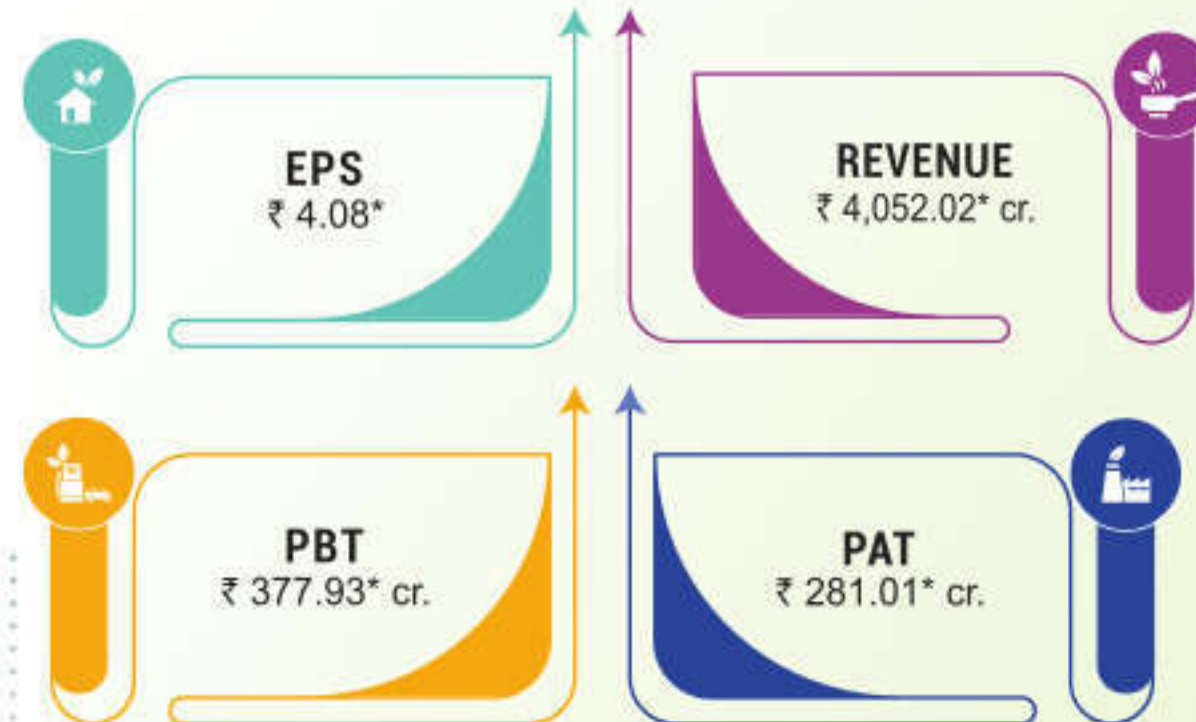 EPS
₹ 4.08*
REVENUE
₹ 4,052.02* cr.
PBT
₹ 377.93* cr.
PAT
₹ 281.01* cr.